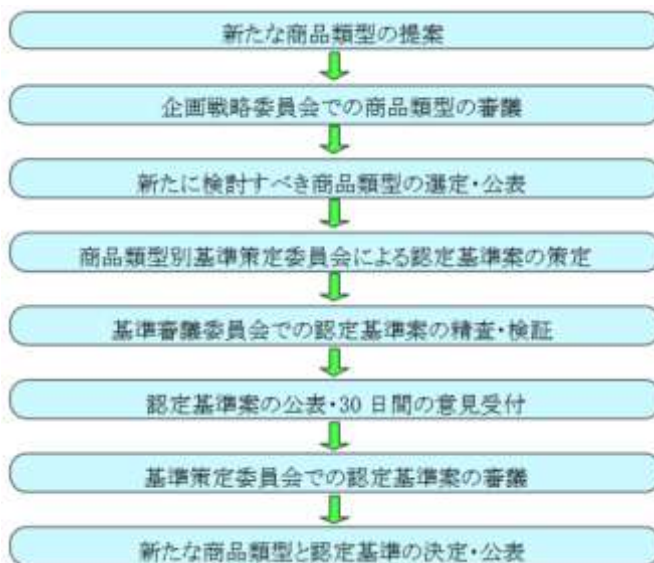 新たな商品類型の提案
企画戦略委員会での商品類型の審議
新たに検討すべき商品類型の選定・公表
商品類型別基準策定委員会による認定基準案の策定
基準審議委員会での認定基準案の精査・検証
認定基準案の公表・30 日間の意見受付
基準策定委員会での認定基準案の審議
新たな商品類型と認定基準の決定・公表